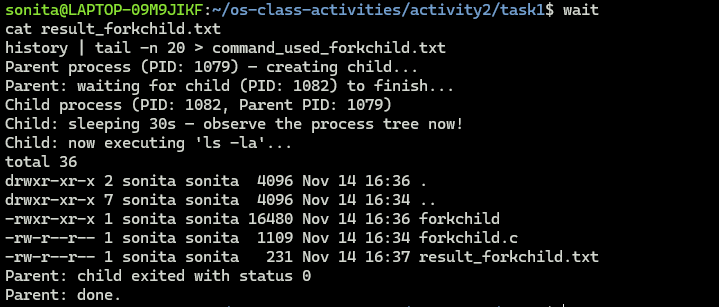 sonita@LAPTOP-09M9JIKF:~/os-class-activities/activity2/task1$ wait
cat result_forkchild.txt
history | tail -n 20 > command_used_forkchild.txt
Parent process (PID: 1079) — creating child...
Parent: waiting for child (PID: 1082) to finish...
Child process (PID: 1082, Parent PID: 1079)
Child: sleeping 30s — observe the process tree now!
Child: now executing 'ls -la'...
total 36
drwxr-xr-x 2 sonita sonita  4096 Nov 14 16:36 .
drwxr-xr-x 7 sonita sonita  4096 Nov 14 16:34 ..
-rwxr-xr-x 1 sonita sonita 16480 Nov 14 16:36 forkchild
-rw-r--r-- 1 sonita sonita  1109 Nov 14 16:34 forkchild.c
-rw-r--r-- 1 sonita sonita   231 Nov 14 16:37 result_forkchild.txt
Parent: child exited with status 0
Parent: done.